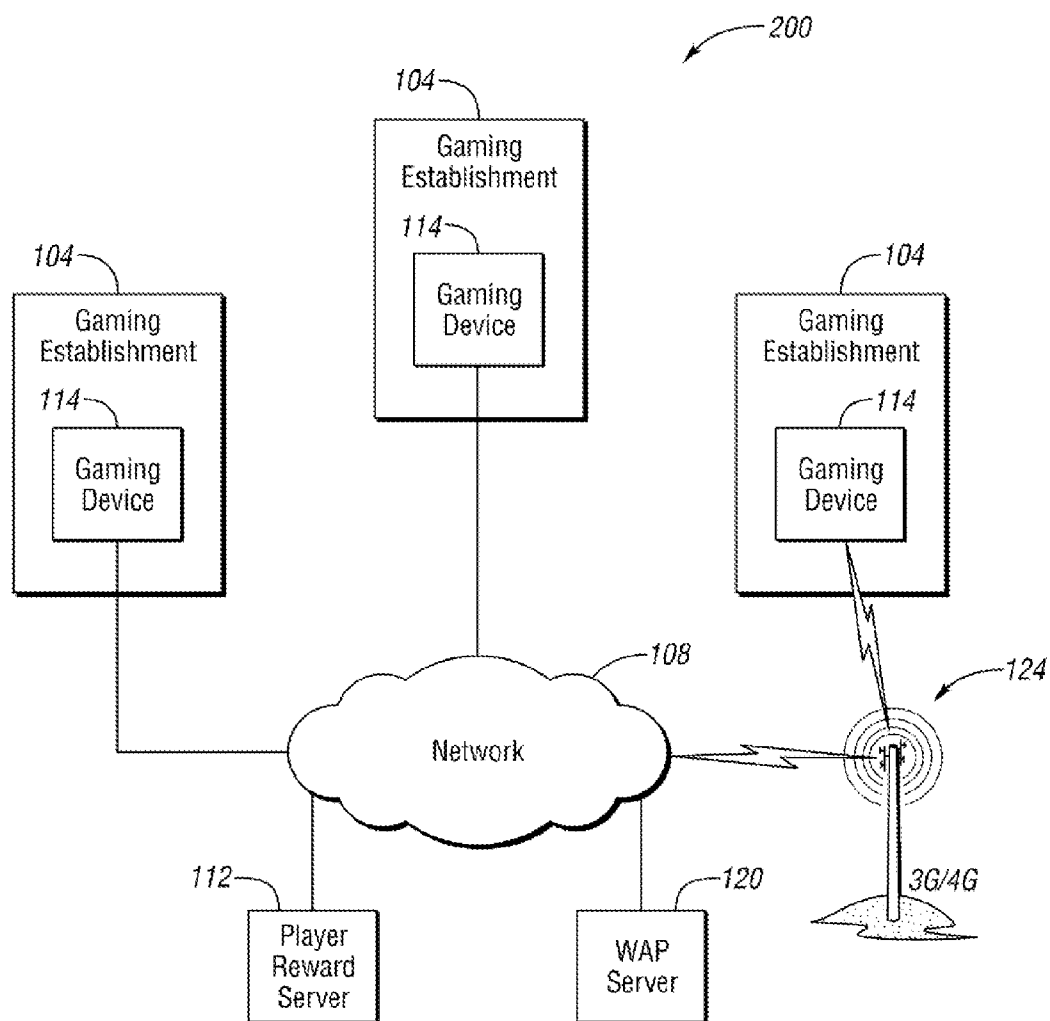 200
104
Gaming
Establishment
114
Gaming
Device
104
Gaming
Establishment
114
Gaming
Device
104
Gaming
Establishment
114
Gaming
Device
108
Network
124
3G/4G
112
Player
Reward
Server
120
WAP
Server